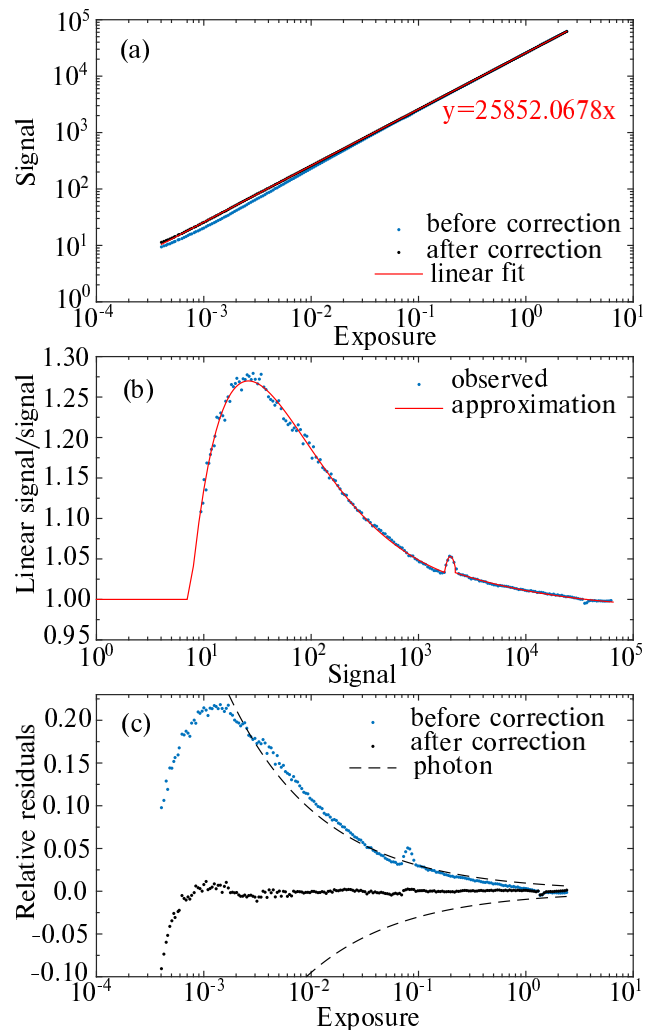 (a)
10^5
10^4
10^3
10^2
10^1
10^0
Signal
y=25852.0678x
before correction
after correction
linear fit
10^-4
10^-3
10^-2
10^-1
10^0
10^1
Exposure
(b)
1.30
1.25
1.20
1.15
1.10
1.05
1.00
0.95
Linear signal/signal
observed
approximation
10^0
10^1
10^2
10^3
10^4
10^5
Signal
(c)
0.20
0.15
0.10
0.05
0.0
-0.05
-0.10
Relative residuals
before correction
after correction
photon
10^-4
10^-3
10^-2
10^-1
10^0
10^1
Exposure